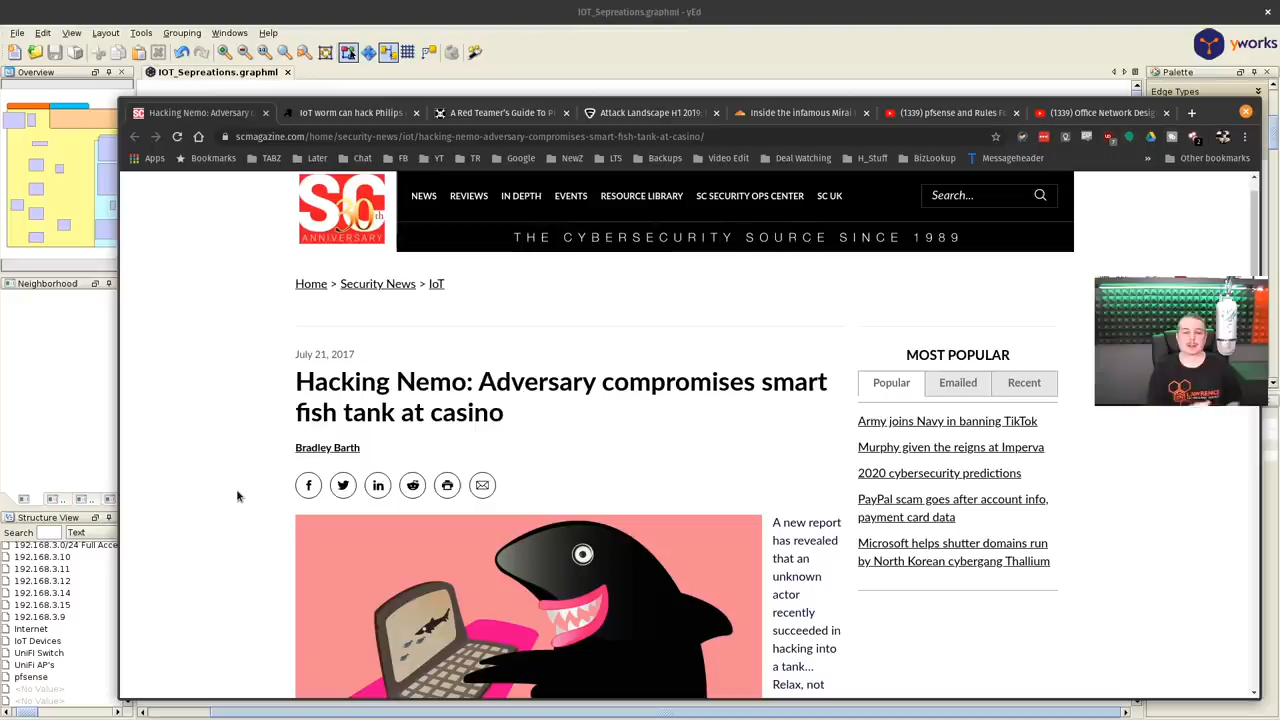 IOT_Sepreations.graphml - yEd
File Edit View Layout Tools Grouping Windows Help
yworks
Overview
IOT_Sepreations.graphml
Palette
Edge Types
Hacking Nemo: Adversary c
IoT worm can hack Philips
A Red Teamer's Guide To Pi
Attack Landscape H1 2019:
Inside the infamous Mirai
(1339) pfsense and Rules Fo
(1339) Office Network Desig
scmagazine.com/home/security-news/iot/hacking-nemo-adversary-compromises-smart-fish-tank-at-casino/
Apps Bookmarks TABZ Later Chat FB YT TR Google NewZ LTS Backups Video Edit Deal Watching H_Stuff BizLookup Messageheader » Other bookmarks
SC
30th
ANNIVERSARY
NEWS REVIEWS IN DEPTH EVENTS RESOURCE LIBRARY SC SECURITY OPS CENTER SC UK
Search...
THE CYBERSECURITY SOURCE SINCE 1989
Home > Security News > IoT
July 21, 2017
Hacking Nemo: Adversary compromises smart
fish tank at casino
Bradley Barth
A new report
has revealed
that an
unknown
actor
recently
succeeded in
hacking into
a tank...
Relax, not
MOST POPULAR
Popular Emailed Recent
Army joins Navy in banning TikTok
Murphy given the reigns at Imperva
2020 cybersecurity predictions
PayPal scam goes after account info,
payment card data
Microsoft helps shutter domains run
by North Korean cybergang Thallium
Neighborhood
Structure View
Search Text
192.168.3.0/24 Full Acce
192.168.3.10
192.168.3.11
192.168.3.12
192.168.3.14
192.168.3.15
192.168.3.9
Internet
IoT Devices
UniFI Switch
UniFi AP's
pfsense
<No Value>
<No Value>